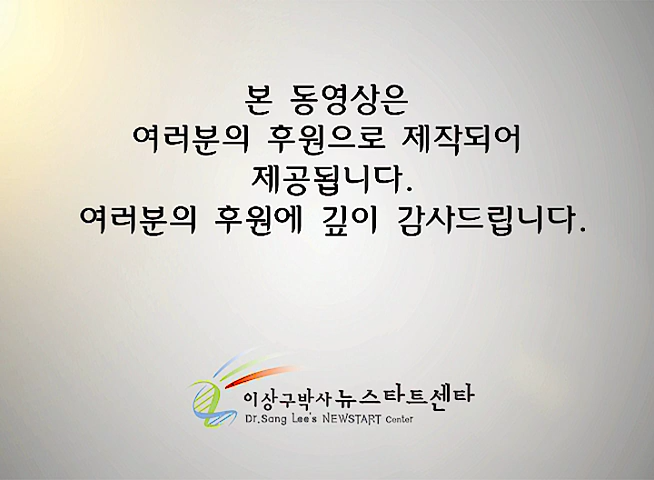 본 동영상은
여러분의 후원으로 제작되어
제공됩니다.
여러분의 후원에 깊이 감사드립니다.
이상구박사 뉴스타트센타
Dr.Sang Lee's NEWSTART Center